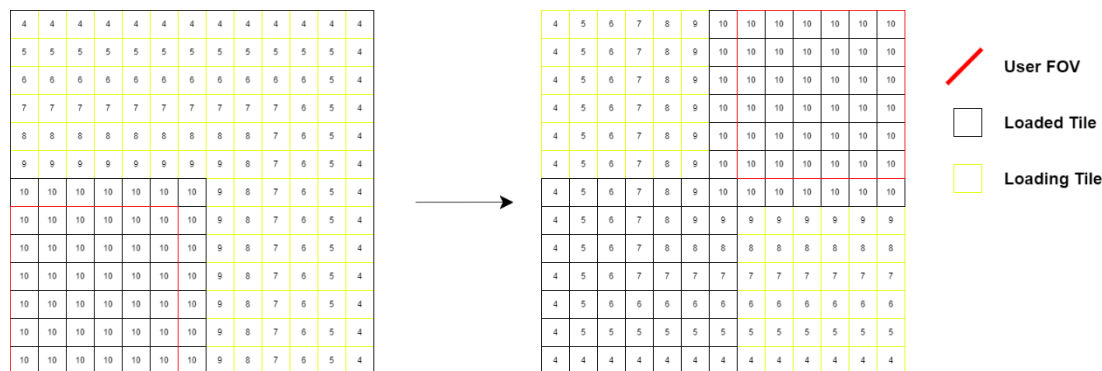 4 4 4 4 4 4 4 4 4 4 4 4 4
5 5 5 5 5 5 5 5 5 5 5 5 4
6 6 6 6 6 6 6 6 6 6 6 5 4
7 7 7 7 7 7 7 7 7 7 6 5 4
8 8 8 8 8 8 8 8 8 7 6 5 4
9 9 9 9 9 9 9 9 8 7 6 5 4
10 10 10 10 10 10 10 9 8 7 6 5 4
10 10 10 10 10 10 10 9 8 7 6 5 4
10 10 10 10 10 10 10 9 8 7 6 5 4
10 10 10 10 10 10 10 9 8 7 6 5 4
10 10 10 10 10 10 10 9 8 7 6 5 4
10 10 10 10 10 10 10 9 8 7 6 5 4
10 10 10 10 10 10 10 9 8 7 6 5 4
4 5 6 7 8 9 10 10 10 10 10 10 10
4 5 6 7 8 9 10 10 10 10 10 10 10
4 5 6 7 8 9 10 10 10 10 10 10 10
4 5 6 7 8 9 10 10 10 10 10 10 10
4 5 6 7 8 9 10 10 10 10 10 10 10
4 5 6 7 8 9 10 10 10 10 10 10 10
4 5 6 7 8 9 10 10 10 10 10 10 10
4 5 6 7 8 9 9 9 9 9 9 9 9
4 5 6 7 8 8 8 8 8 8 8 8 8
4 5 6 7 7 7 7 7 7 7 7 7 7
4 5 6 6 6 6 6 6 6 6 6 6 6
4 5 5 5 5 5 5 5 5 5 5 5 5
4 4 4 4 4 4 4 4 4 4 4 4 4
User FOV
Loaded Tile
Loading Tile